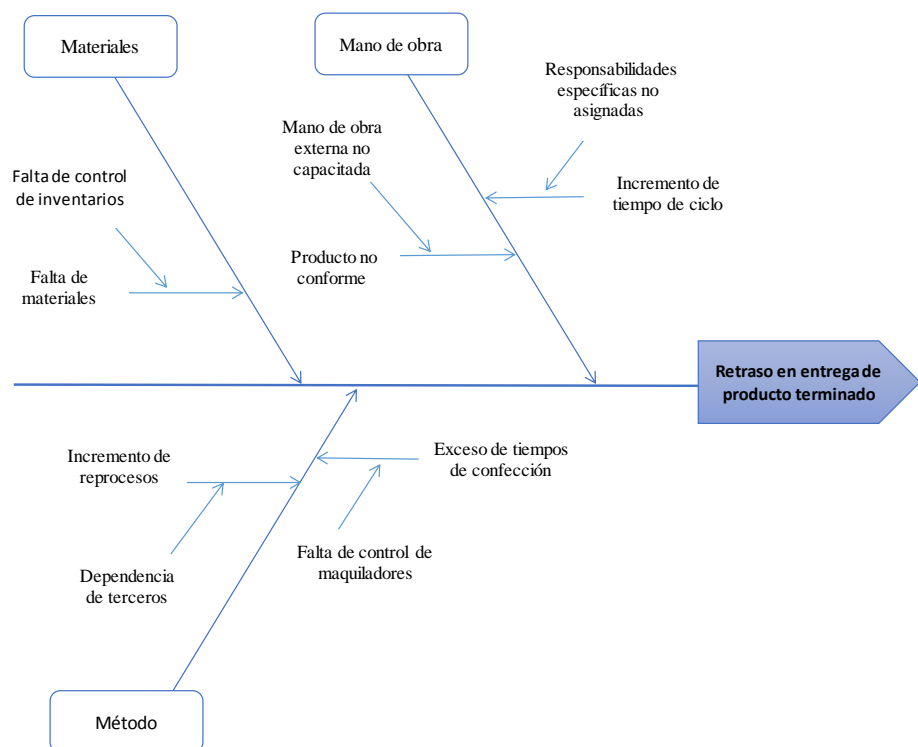 Materiales
Mano de obra
Responsabilidades
específicas no
asignadas
Mano de obra
externa no
capacitada
Falta de control
de inventarios
Incremento de
tiempo de ciclo
Producto no
conforme
Falta de
materiales
Retraso en entrega de
producto terminado
Incremento de
reprocesos
Exceso de tiempos
de confección
Falta de control de
maquiladores
Dependencia
de terceros
Método